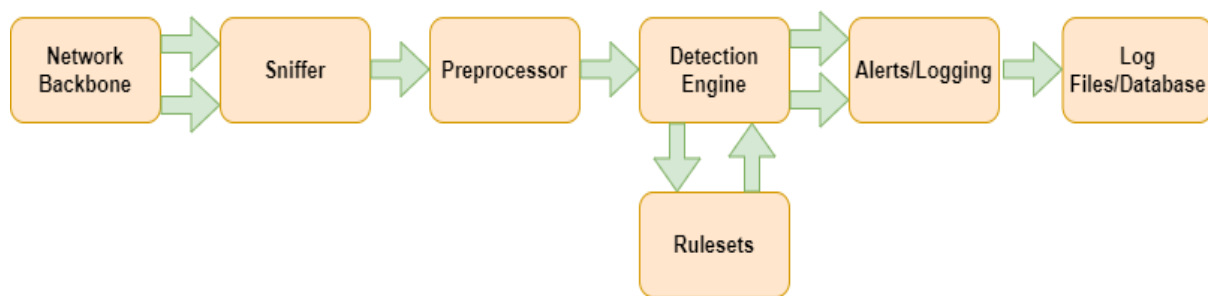 Network
Backbone
Sniffer
Preprocessor
Detection
Engine
Alerts/Logging
Log
Files/Database
Rulesets